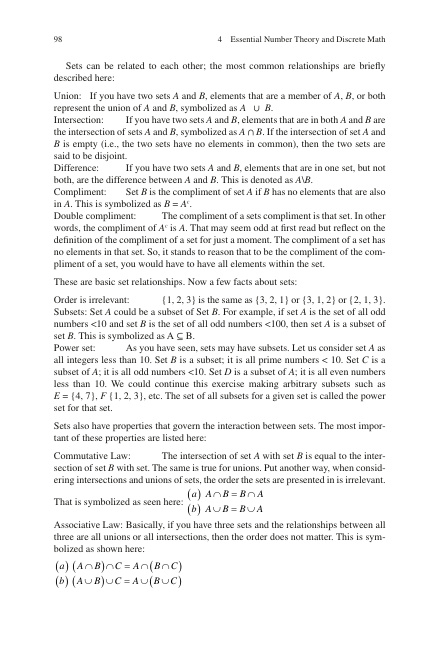 98 4 Essential Number Theory and Discrete Math
Sets can be related to each other; the most common relationships are briefly
described here:
Union: If you have two sets A and B, elements that are a member of A, B, or both
represent the union of A and B, symbolized as A ∪ B.
Intersection: If you have two sets A and B, elements that are in both A and B are
the intersection of sets A and B, symbolized as A ∩ B. If the intersection of set A and
B is empty (i.e., the two sets have no elements in common), then the two sets are
said to be disjoint.
Difference: If you have two sets A and B, elements that are in one set, but not
both, are the difference between A and B. This is denoted as A\B.
Compliment: Set B is the compliment of set A if B has no elements that are also
in A. This is symbolized as B = Aᶜ.
Double compliment: The compliment of a sets compliment is that set. In other
words, the compliment of Aᶜ is A. That may seem odd at first read but reflect on the
definition of the compliment of a set for just a moment. The compliment of a set has
no elements in that set. So, it stands to reason that to be the compliment of the com-
pliment of a set, you would have to have all elements within the set.
These are basic set relationships. Now a few facts about sets:
Order is irrelevant: {1, 2, 3} is the same as {3, 2, 1} or {3, 1, 2} or {2, 1, 3}.
Subsets: Set A could be a subset of Set B. For example, if set A is the set of all odd
numbers <10 and set B is the set of all odd numbers <100, then set A is a subset of
set B. This is symbolized as A ⊆ B.
Power set: As you have seen, sets may have subsets. Let us consider set A as
all integers less than 10. Set B is a subset; it is all prime numbers < 10. Set C is a
subset of A; it is all odd numbers <10. Set D is a subset of A; it is all even numbers
less than 10. We could continue this exercise making arbitrary subsets such as
E = {4, 7}, F {1, 2, 3}, etc. The set of all subsets for a given set is called the power
set for that set.
Sets also have properties that govern the interaction between sets. The most impor-
tant of these properties are listed here:
Commutative Law: The intersection of set A with set B is equal to the inter-
section of set B with set. The same is true for unions. Put another way, when consid-
ering intersections and unions of sets, the order the sets are presented in is irrelevant.
That is symbolized as seen here: (a) A ∩ B = B ∩ A
(b) A ∪ B = B ∪ A
Associative Law: Basically, if you have three sets and the relationships between all
three are all unions or all intersections, then the order does not matter. This is sym-
bolized as shown here:
(a) (A ∩ B) ∩ C = A ∩ (B ∩ C)
(b) (A ∪ B) ∪ C = A ∪ (B ∪ C)